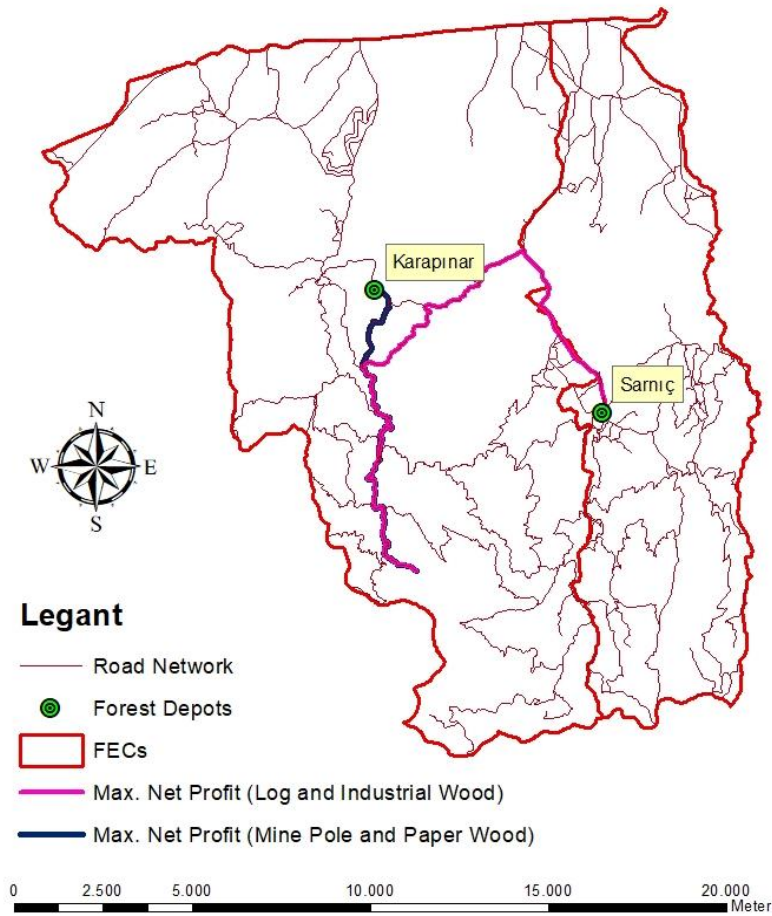 Karapınar
Sarnıç
N
W E
S
Legant
Road Network
Forest Depots
FECs
Max. Net Profit (Log and Industrial Wood)
Max. Net Profit (Mine Pole and Paper Wood)
0 2.500 5.000 10.000 15.000 20.000
Meter